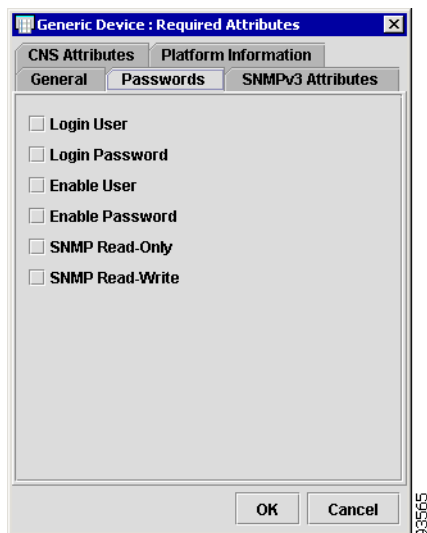 Generic Device : Required Attributes
CNS Attributes Platform Information
General Passwords SNMPv3 Attributes
Login User
Login Password
Enable User
Enable Password
SNMP Read-Only
SNMP Read-Write
OK Cancel
93565